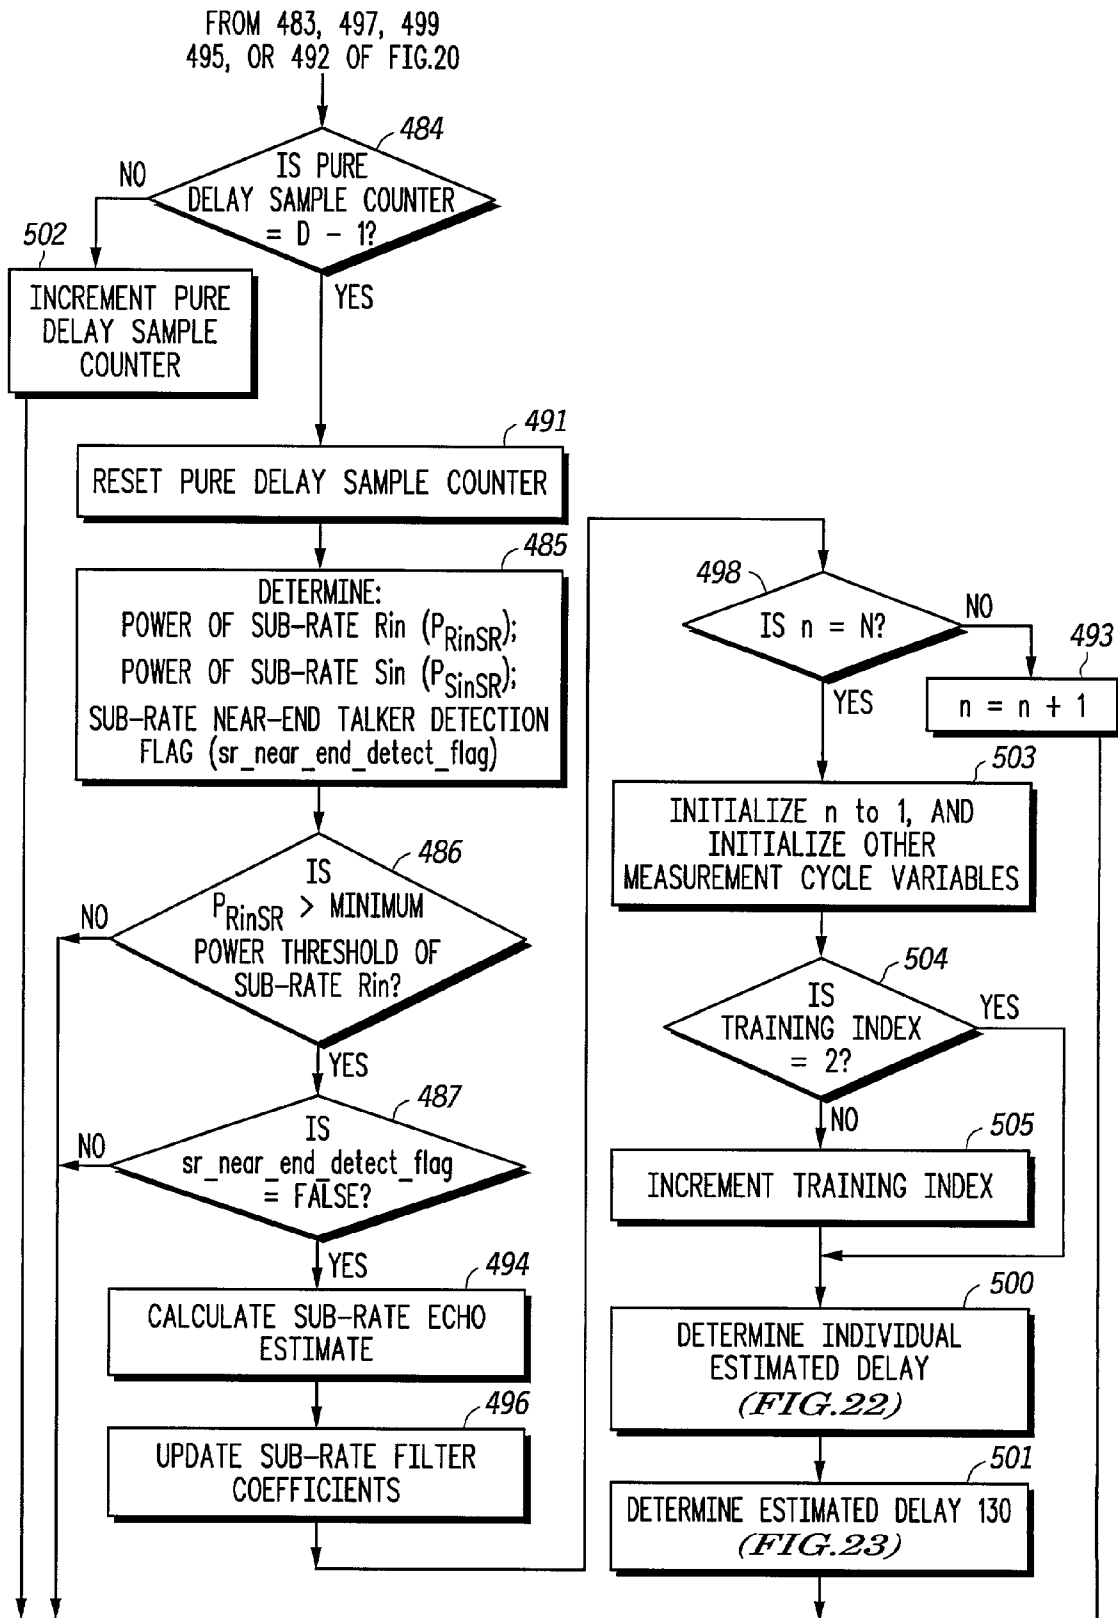 FROM 483, 497, 499
495, OR 492 OF FIG.20
484
IS PURE
DELAY SAMPLE COUNTER
= D - 1?
NO
YES
502
INCREMENT PURE
DELAY SAMPLE
COUNTER
491
RESET PURE DELAY SAMPLE COUNTER
485
DETERMINE:
POWER OF SUB-RATE Rin (PRinSR);
POWER OF SUB-RATE Sin (PSinSR);
SUB-RATE NEAR-END TALKER DETECTION
FLAG (sr_near_end_detect_flag)
486
IS
PRinSR > MINIMUM
POWER THRESHOLD OF
SUB-RATE Rin?
NO
YES
487
IS
sr_near_end_detect_flag
= FALSE?
NO
YES
494
CALCULATE SUB-RATE ECHO
ESTIMATE
496
UPDATE SUB-RATE FILTER
COEFFICIENTS
498
IS n = N?
NO
YES
493
n = n + 1
503
INITIALIZE n to 1, AND
INITIALIZE OTHER
MEASUREMENT CYCLE VARIABLES
504
IS
TRAINING INDEX
= 2?
YES
NO
505
INCREMENT TRAINING INDEX
500
DETERMINE INDIVIDUAL
ESTIMATED DELAY
(FIG.22)
501
DETERMINE ESTIMATED DELAY 130
(FIG.23)